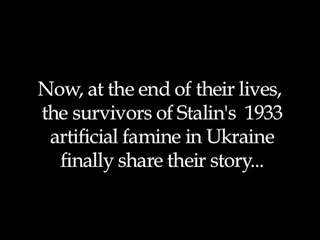 Now, at the end of their lives,
the survivors of Stalin's 1933
artificial famine in Ukraine
finally share their story...